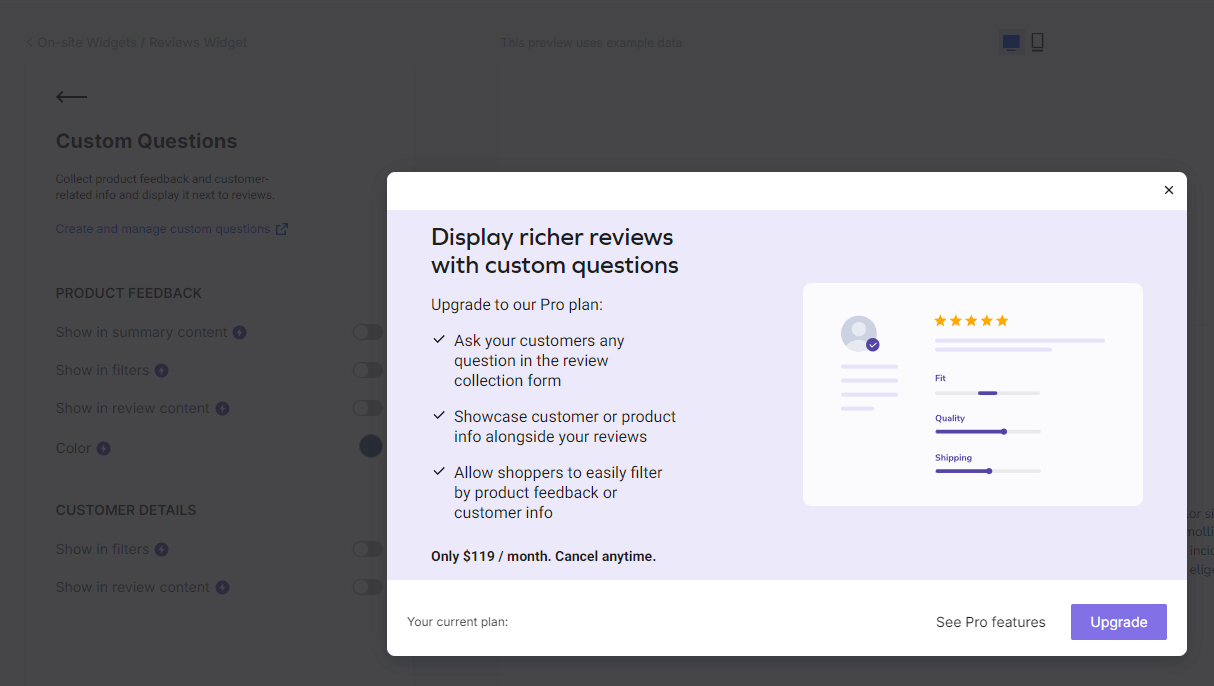 On-site Widgets / Reviews Widget
This preview uses example data
Custom Questions
Collect product feedback and customer-
related info and display it next to reviews.
Create and manage custom questions
PRODUCT FEEDBACK
Show in summary content
Show in filters
Show in review content
Color
CUSTOMER DETAILS
Show in filters
Show in review content
Display richer reviews
with custom questions
Upgrade to our Pro plan:
Ask your customers any
question in the review
collection form
Showcase customer or product
info alongside your reviews
Allow shoppers to easily filter
by product feedback or
customer info
Only $119 / month. Cancel anytime.
Fit
Quality
Shipping
Your current plan:
See Pro features
Upgrade